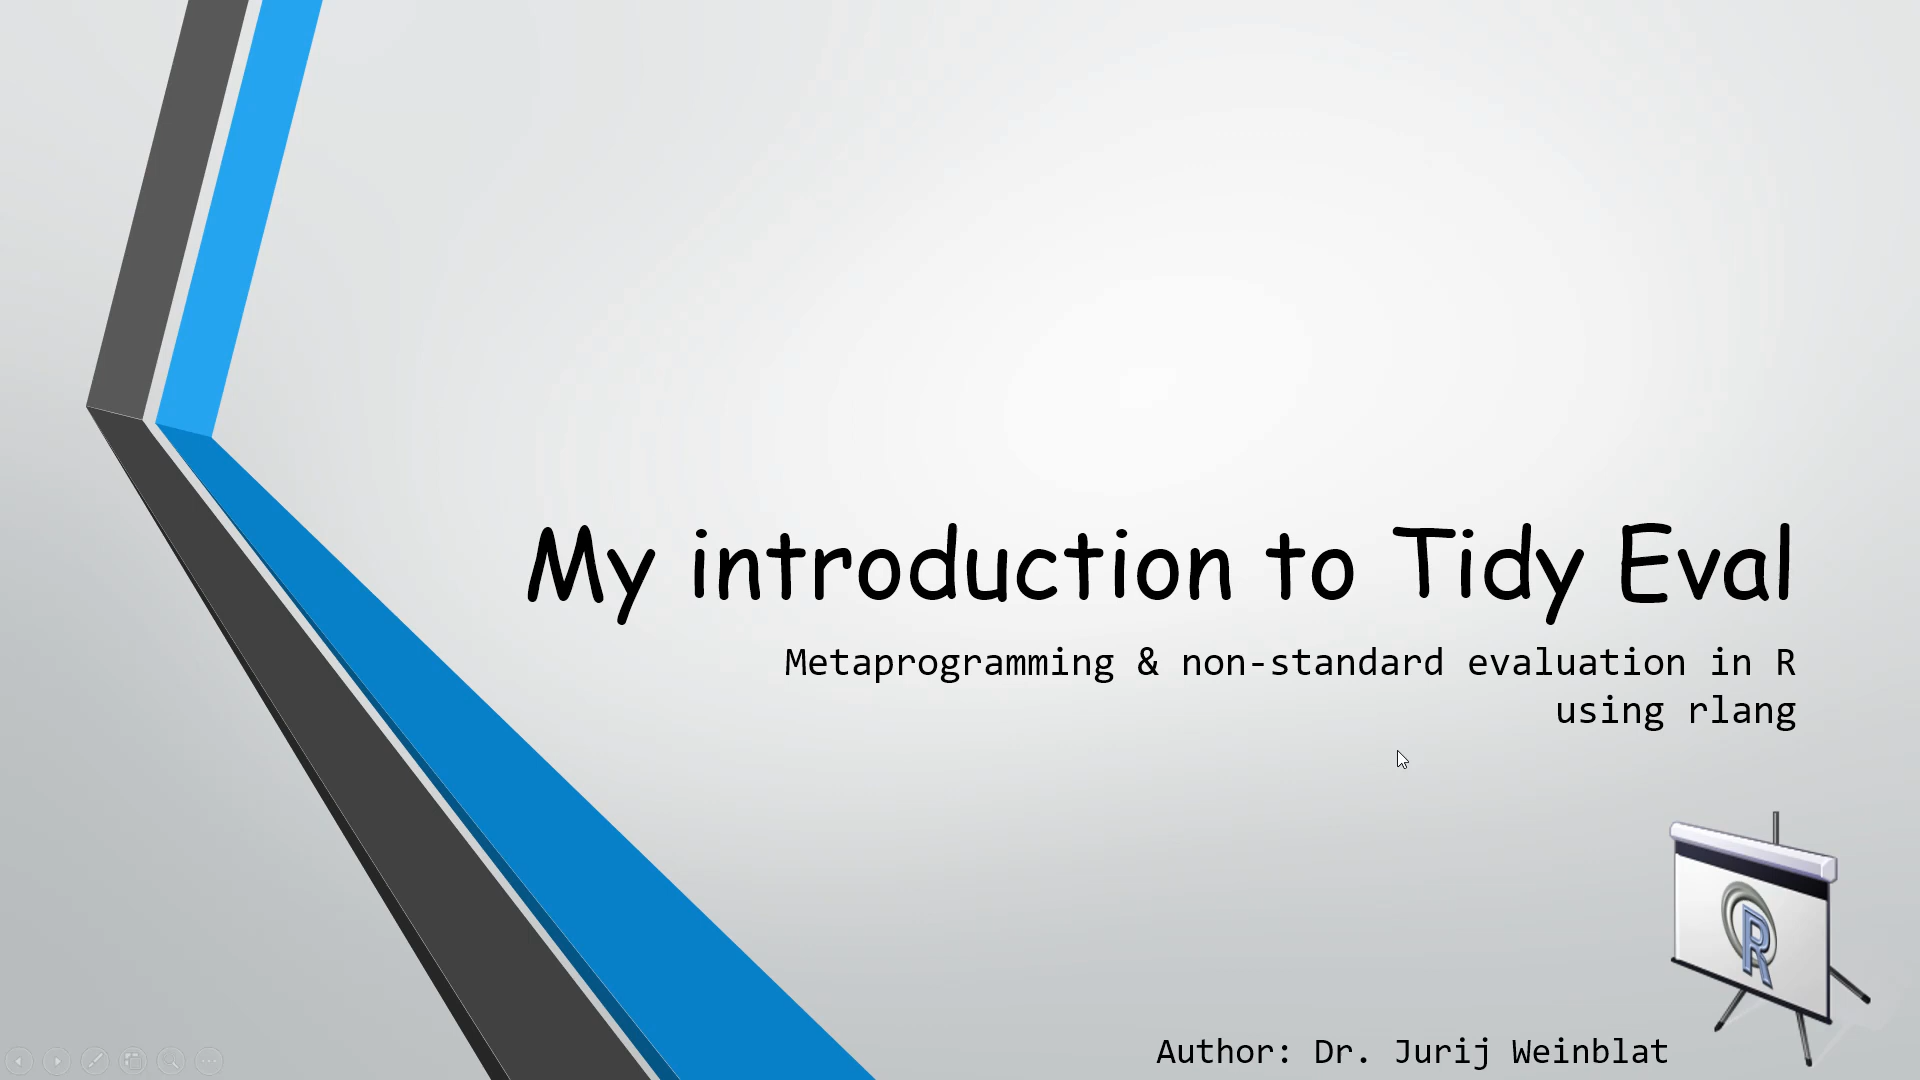 My introduction to Tidy Eval
Metaprogramming & non-standard evaluation in R
using rlang
R
Author: Dr. Jurij Weinblat